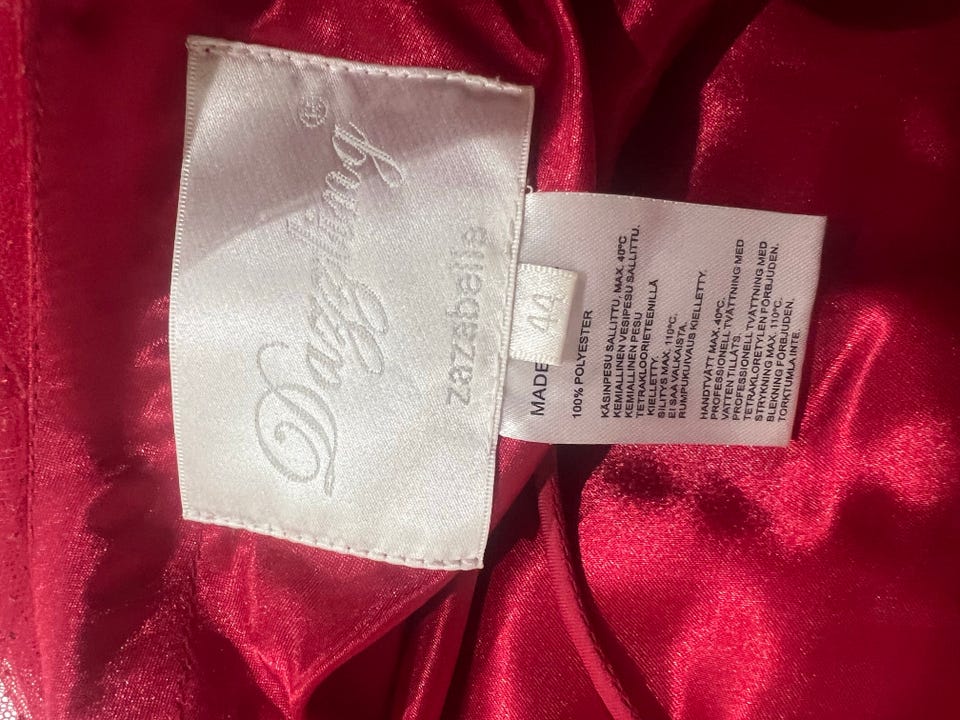 Dazzling ®
zazabella
44
MADE
100% POLYESTER
KÄSINPESU SALLITTU, MAX. 40ºC
KEMIALLINEN VESIPESU SALLITTU.
KEMIALLINEN PESU
TETRAKLOORIETEENILLÄ
KIELLETTY.
SILITYS MAX. 110ºC.
EI SAA VALKAISTA.
RUMPUKUIVAUS KIELLETTY.
HANDTVÄTT MAX. 40ºC.
PROFESSIONELL TVÄTTNING MED
VATTEN TILLÅTS.
PROFESSIONELL TVÄTTNING MED
TETRAKLORETYLEN FÖRBJUDEN.
STRYKNING MAX. 110ºC.
BLEKNING FÖRBJUDEN.
TORKTUMLA INTE.